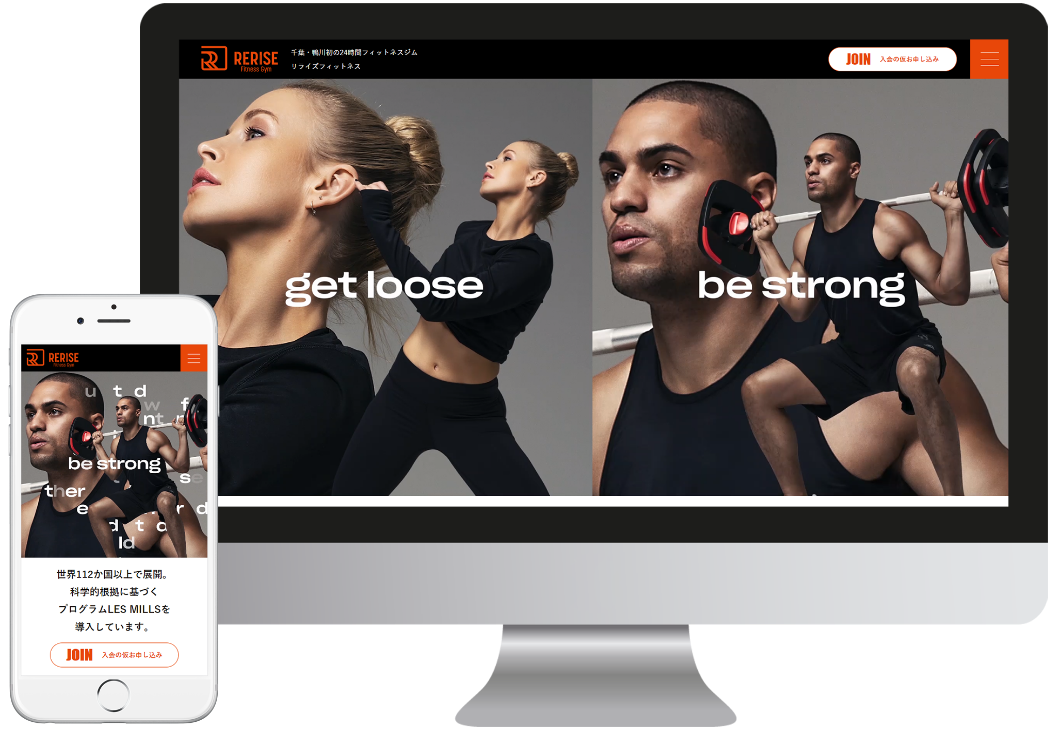 RERISE
Fitness Gym
千葉・鴨川初の24時間フィットネスジム
リライズフィットネス
JOIN 入会の仮お申し込み
get loose
be strong
RERISE
Fitness Gym
u t d
w f
nt
be strong
s e
ther
e r d
d t d
ld
世界112か国以上で展開。
科学的根拠に基づく
プログラムLES MILLSを
導入しています。
JOIN 入会の仮お申し込み